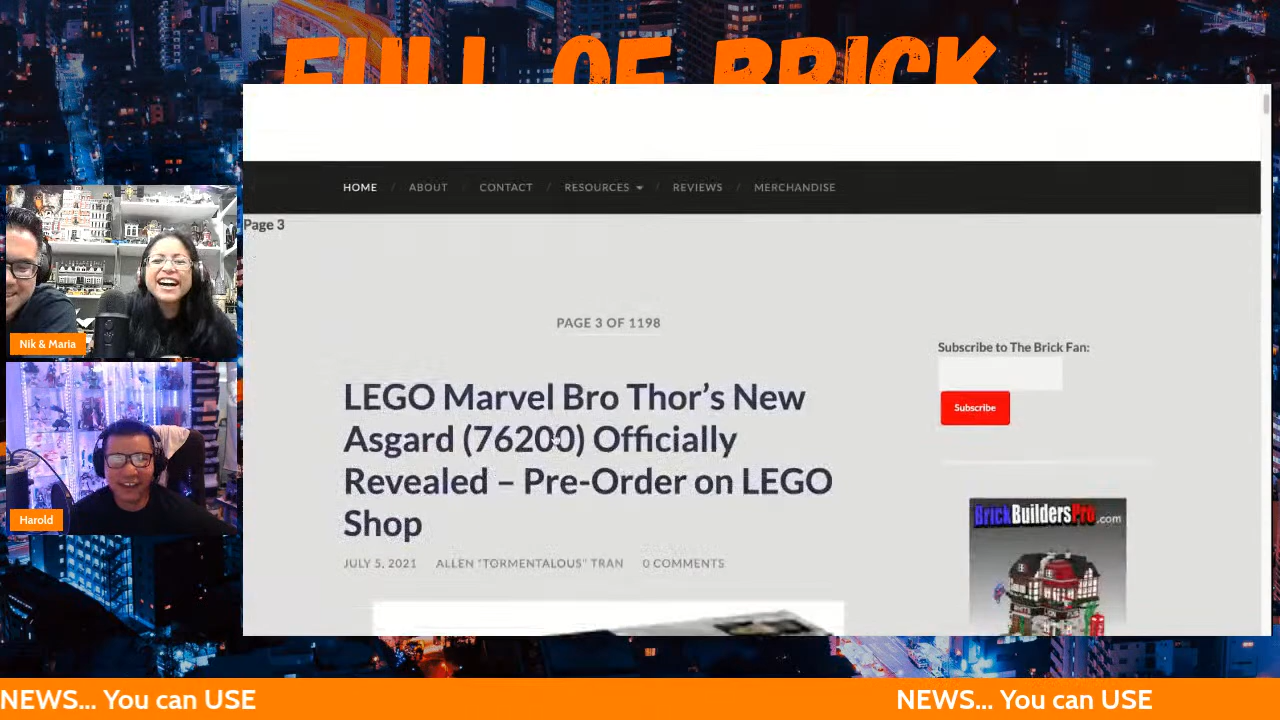 FULL OF BRICK
HOME / ABOUT / CONTACT / RESOURCES / REVIEWS / MERCHANDISE
Page 3
PAGE 3 OF 1198
Subscribe to The Brick Fan:
Subscribe
LEGO Marvel Bro Thor’s New
Asgard (76200) Officially
Revealed – Pre-Order on LEGO
Shop
JULY 5, 2021 ALLEN "TORMENTALOUS" TRAN 0 COMMENTS
BrickBuildersPro.com
Nik & Maria
Harold
NEWS... You can USE NEWS... You can USE